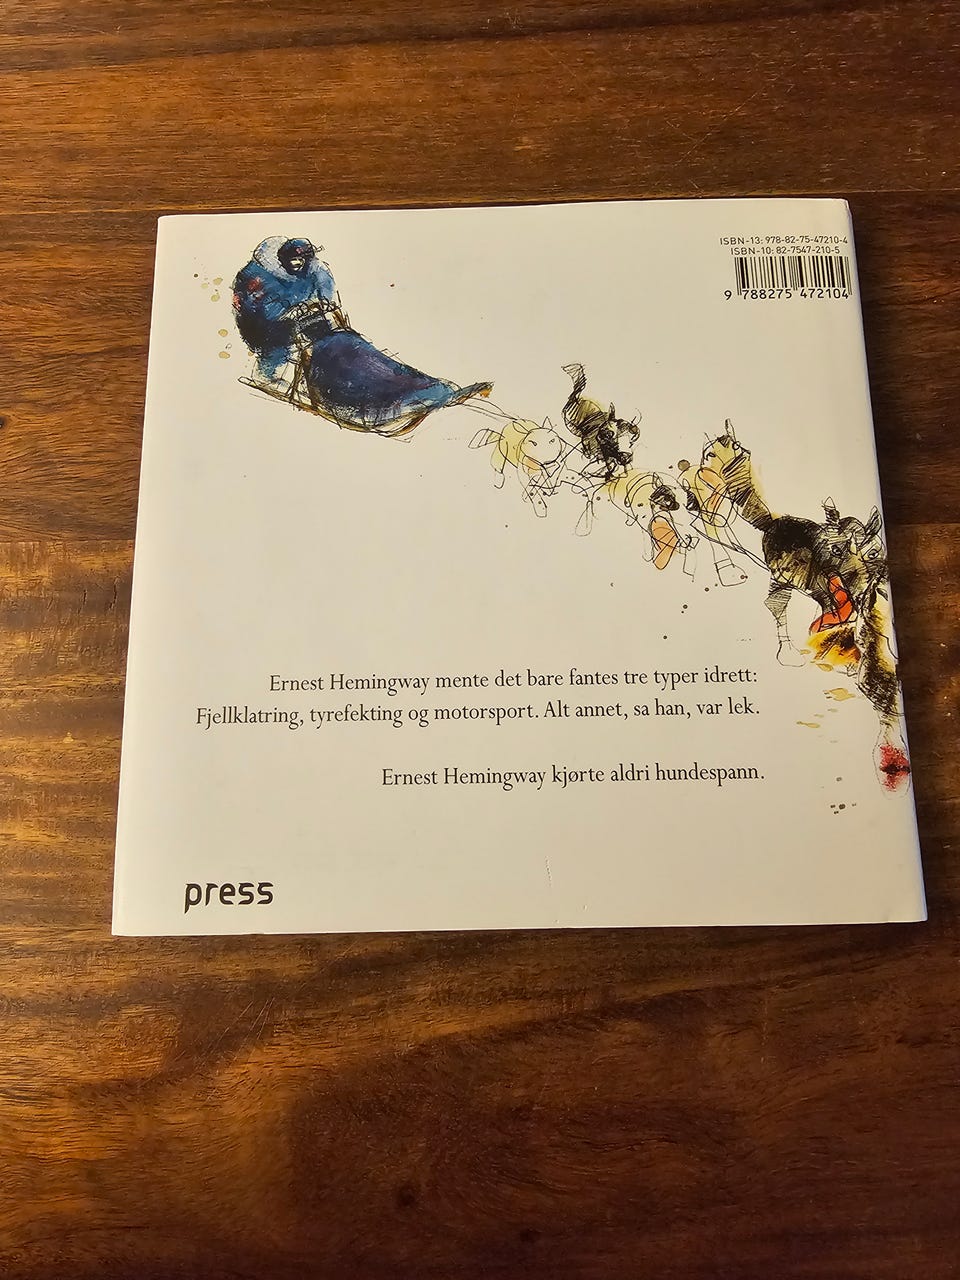 ISBN-13: 978-82-75-47210-4
ISBN-10: 82-7547-210-5
9 788275 472104
Ernest Hemingway mente det bare fantes tre typer idrett:
Fjellklatring, tyrefekting og motorsport. Alt annet, sa han, var lek.
Ernest Hemingway kjørte aldri hundespann.
press